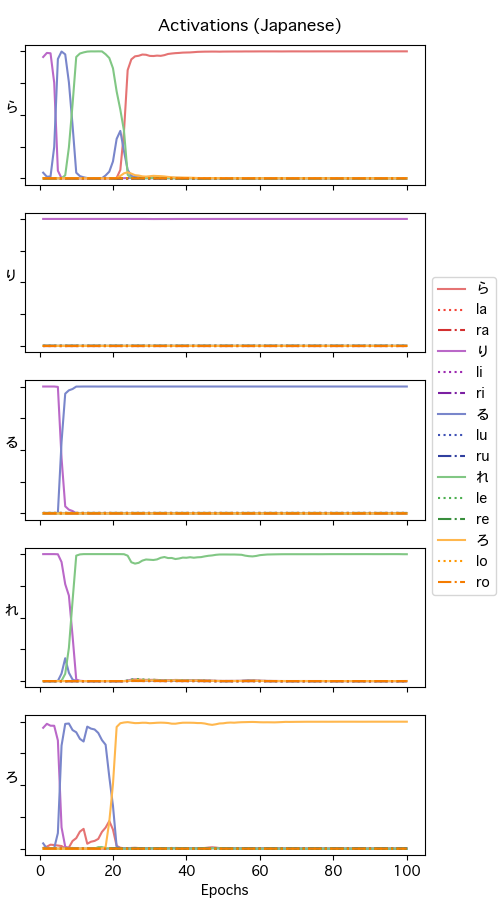 Activations (Japanese)
ら
り
る
れ
ろ
ら
la
ra
り
li
ri
る
lu
ru
れ
le
re
ろ
lo
ro
0 20 40 60 80 100
Epochs